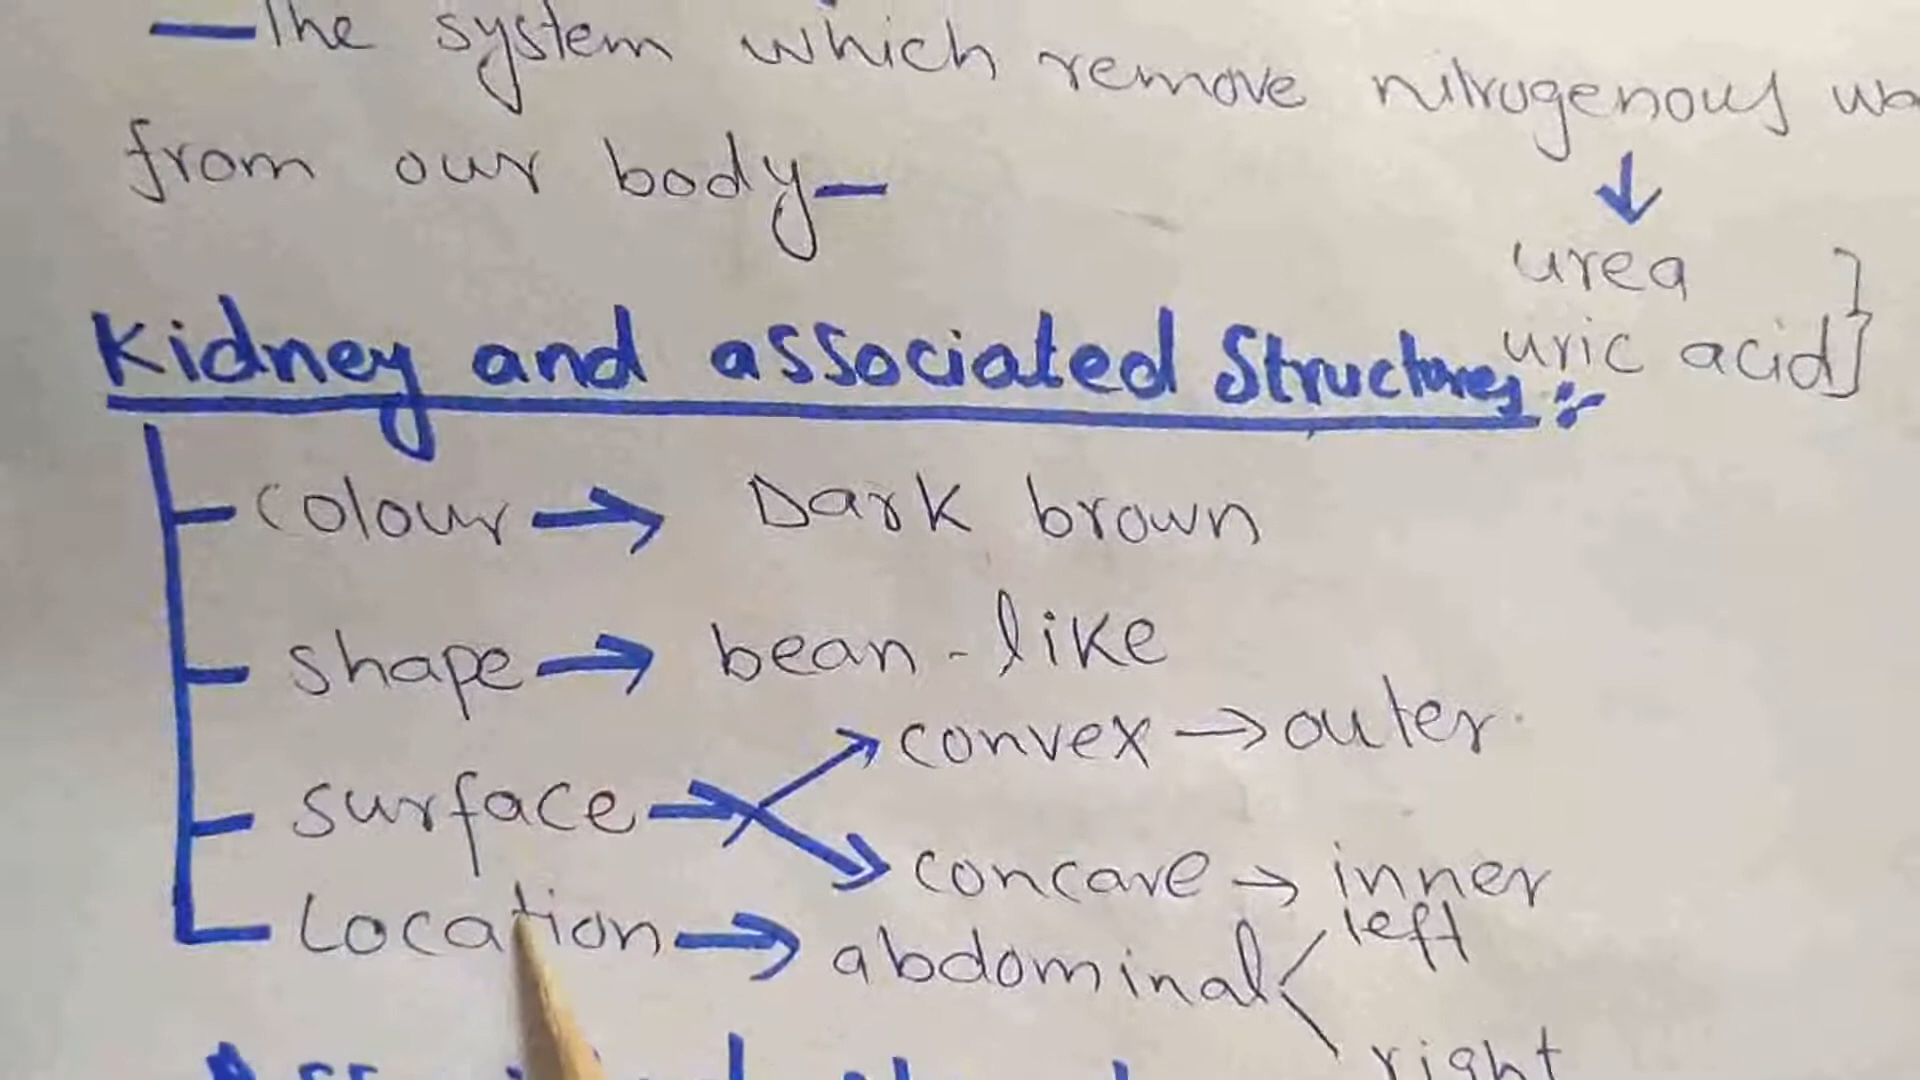 —The system which remove nitrogenous
from our body—
↓
urea
uric acid}
Kidney and associated Structures:-
colour → Dark brown
shape → bean-like
surface → convex → outer
concave → inner
Location → abdominal < left
right